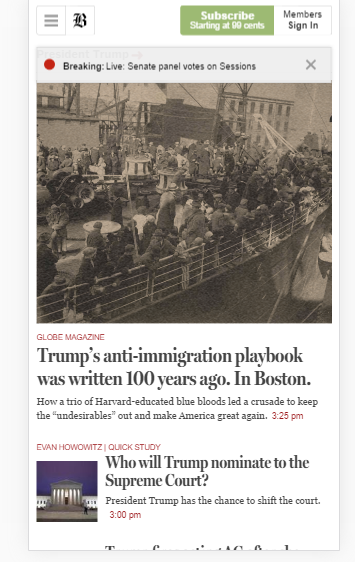 B
Subscribe
Starting at 99 cents
Members
Sign In
President Trump
Breaking: Live: Senate panel votes on Sessions
GLOBE MAGAZINE
Trump’s anti-immigration playbook
was written 100 years ago. In Boston.
How a trio of Harvard-educated blue bloods led a crusade to keep
the “undesirables” out and make America great again. 3:25 pm
EVAN HOWOWITZ | QUICK STUDY
Who will Trump nominate to the
Supreme Court?
President Trump has the chance to shift the court.
3:00 pm